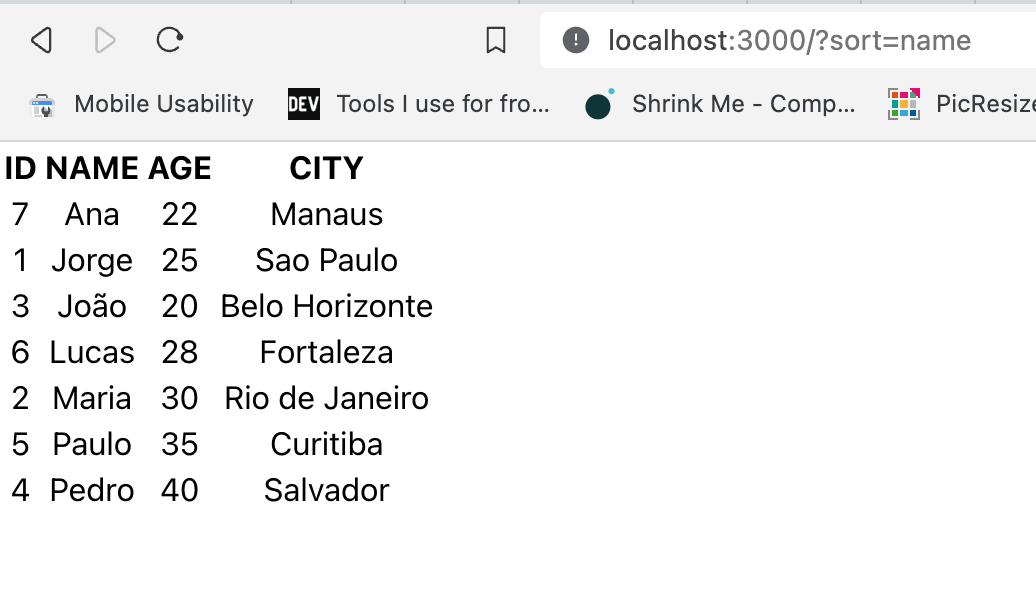 localhost:3000/?sort=name
Mobile Usability DEV Tools I use for fro... Shrink Me - Comp... PicResize
ID NAME AGE CITY
7 Ana 22 Manaus
1 Jorge 25 Sao Paulo
3 João 20 Belo Horizonte
6 Lucas 28 Fortaleza
2 Maria 30 Rio de Janeiro
5 Paulo 35 Curitiba
4 Pedro 40 Salvador